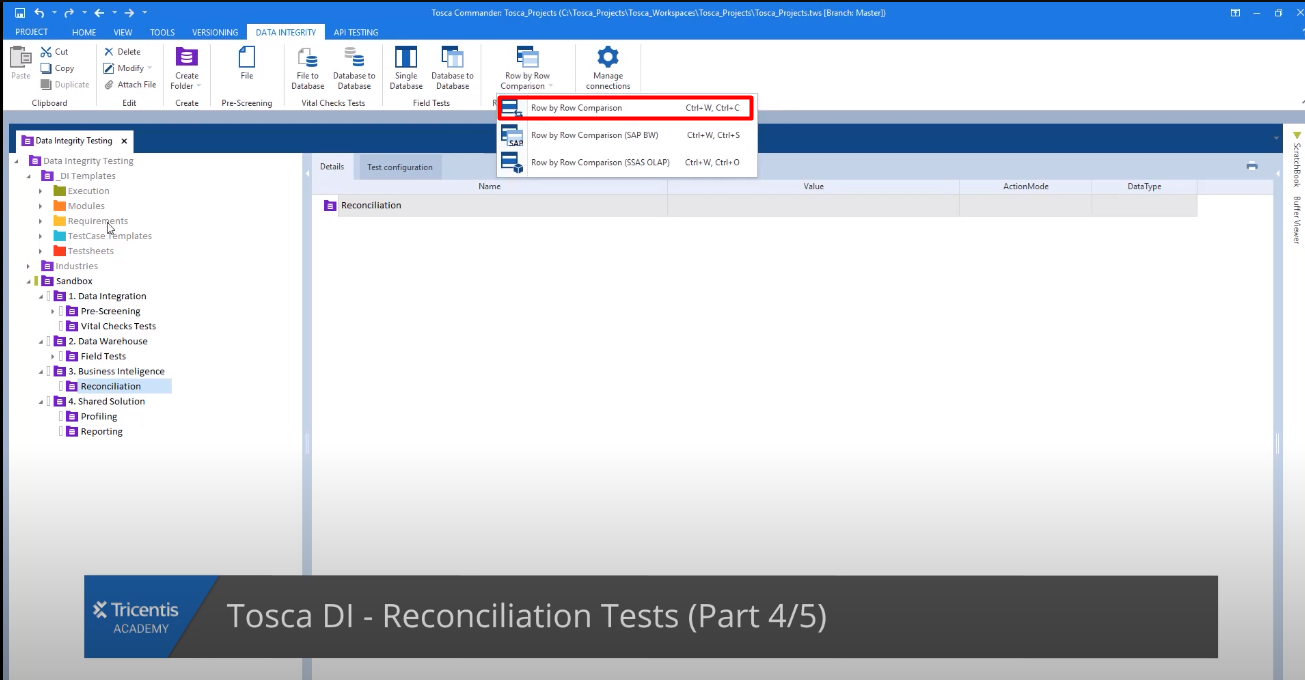 Tosca Commander: Tosca_Projects (C:\Tosca_Projects\Tosca_Workspaces\Tosca_Projects\Tosca_Projects.tws [Branch: Master])
PROJECT HOME VIEW TOOLS VERSIONING DATA INTEGRITY API TESTING
Paste
Cut
Copy
Duplicate
Clipboard
Delete
Modify
Attach File
Edit
Create
Folder
Create
File
Pre-Screening
File to
Database
Database to
Database
Vital Checks Tests
Single
Database
Database to
Database
Field Tests
Row by Row
Comparison
Manage
connections
Row by Row Comparison Ctrl+W, Ctrl+C
Row by Row Comparison (SAP BW) Ctrl+W, Ctrl+S
SAP
Row by Row Comparison (SSAS OLAP) Ctrl+W, Ctrl+O
Data Integrity Testing
Data Integrity Testing
_DI Templates
Execution
Modules
Requirements
TestCase Templates
Testsheets
Industries
Sandbox
1. Data Integration
Pre-Screening
Vital Checks Tests
2. Data Warehouse
Field Tests
3. Business Inteligence
Reconciliation
4. Shared Solution
Profiling
Reporting
Details Test configuration
Name Value ActionMode DataType
Reconciliation
ScratchBook
Buffer Viewer
Tricentis
ACADEMY
Tosca DI - Reconciliation Tests (Part 4/5)